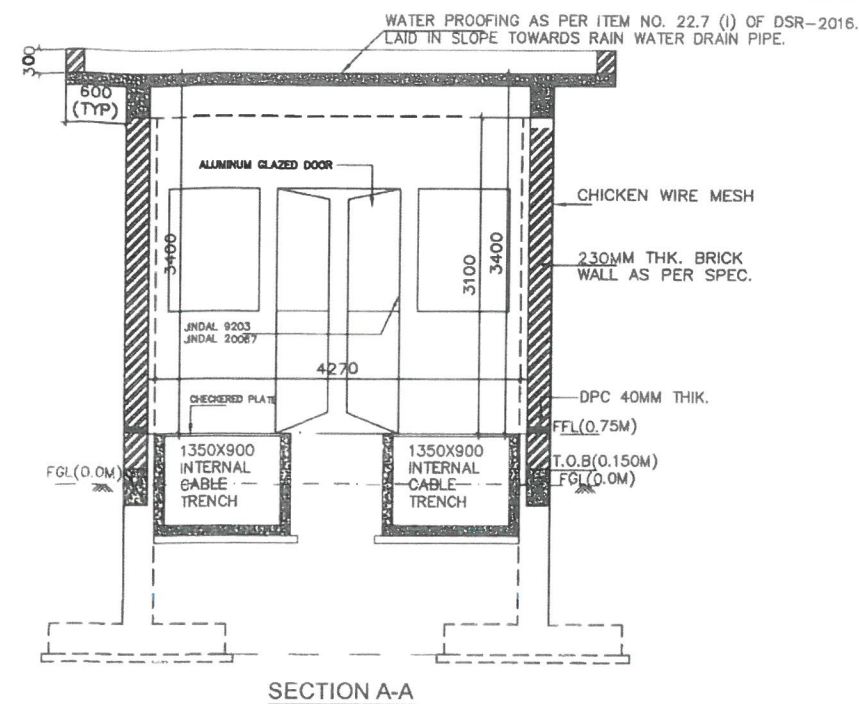 WATER PROOFING AS PER ITEM NO. 22.7 (I) OF DSR-2016.
LAID IN SLOPE TOWARDS RAIN WATER DRAIN PIPE.
300
600
(TYP)
ALUMINUM GLAZED DOOR
CHICKEN WIRE MESH
3400
3100
3400
230MM THK. BRICK
WALL AS PER SPEC.
JINDAL 9203
JINDAL 20087
4270
CHECKERED PLATE
DPC 40MM THIK.
FFL(0.75M)
1350X900
INTERNAL
CABLE
TRENCH
1350X900
INTERNAL
CABLE
TRENCH
T.O.B(0.150M)
FGL(0.0M)
FGL(0.0M)
SECTION A-A